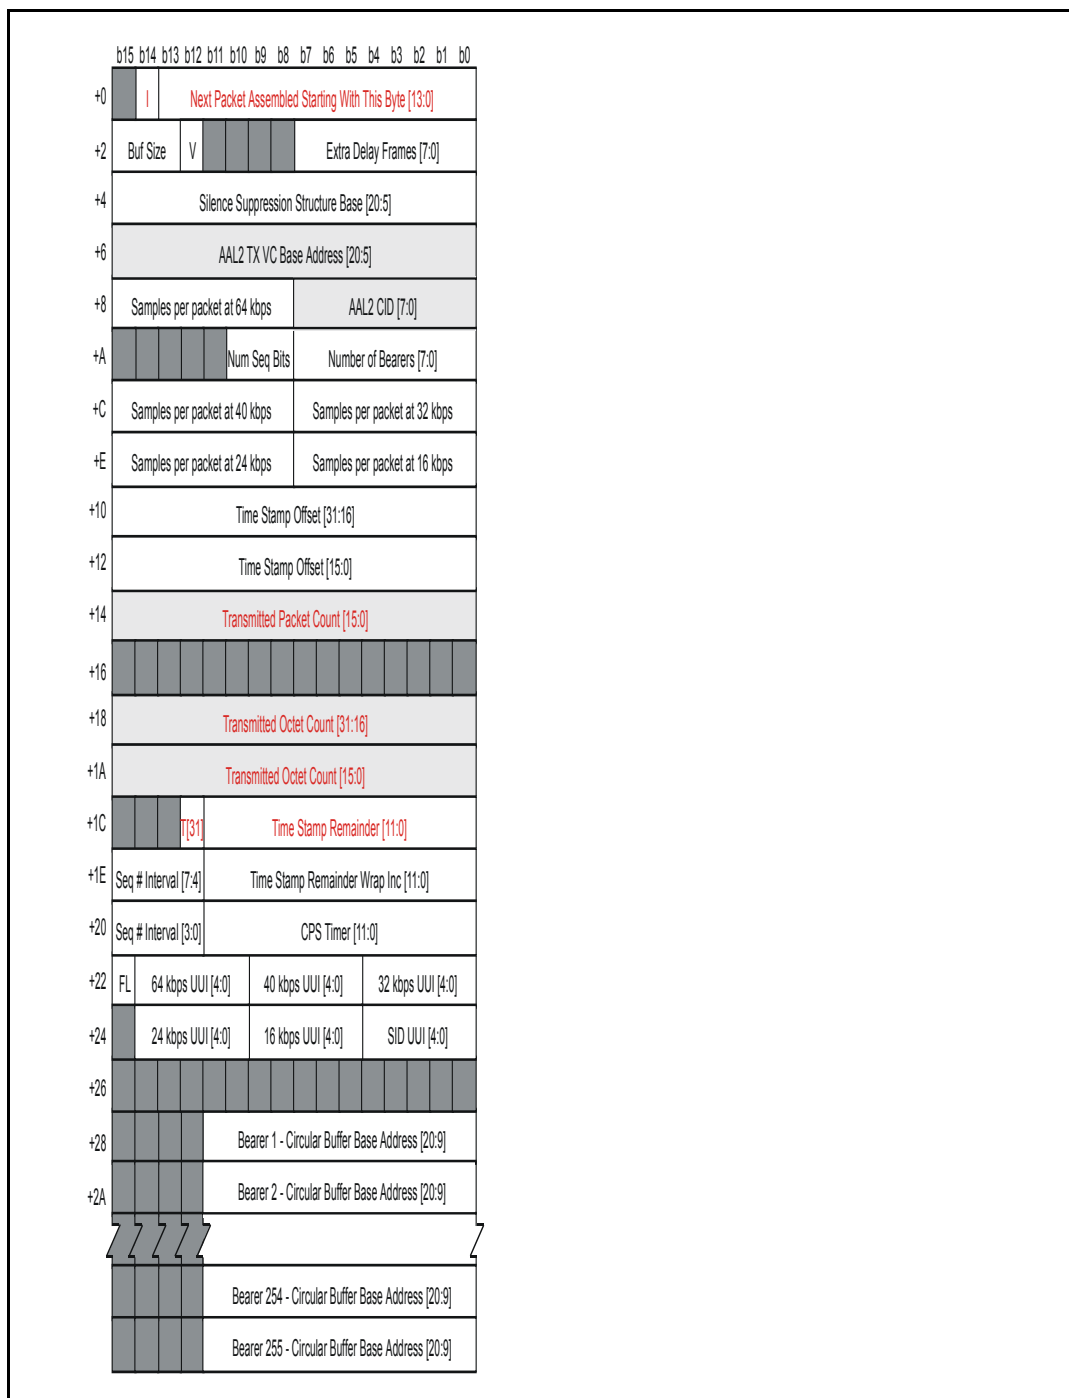 b15 b14 b13 b12 b11 b10 b9 b8 b7 b6 b5 b4 b3 b2 b1 b0
+0 I Next Packet Assembled Starting With This Byte [13:0]
+2 Buf Size V Extra Delay Frames [7:0]
+4 Silence Suppression Structure Base [20:5]
+6 AAL2 TX VC Base Address [20:5]
+8 Samples per packet at 64 kbps AAL2 CID [7:0]
+A Num Seq Bits Number of Bearers [7:0]
+C Samples per packet at 40 kbps Samples per packet at 32 kbps
+E Samples per packet at 24 kbps Samples per packet at 16 kbps
+10 Time Stamp Offset [31:16]
+12 Time Stamp Offset [15:0]
+14 Transmitted Packet Count [15:0]
+16
+18 Transmitted Octet Count [31:16]
+1A Transmitted Octet Count [15:0]
+1C T[31] Time Stamp Remainder [11:0]
+1E Seq # Interval [7:4] Time Stamp Remainder Wrap Inc [11:0]
+20 Seq # Interval [3:0] CPS Timer [11:0]
+22 FL 64 kbps UUI [4:0] 40 kbps UUI [4:0] 32 kbps UUI [4:0]
+24 24 kbps UUI [4:0] 16 kbps UUI [4:0] SID UUI [4:0]
+26
+28 Bearer 1 - Circular Buffer Base Address [20:9]
+2A Bearer 2 - Circular Buffer Base Address [20:9]
Bearer 254 - Circular Buffer Base Address [20:9]
Bearer 255 - Circular Buffer Base Address [20:9]